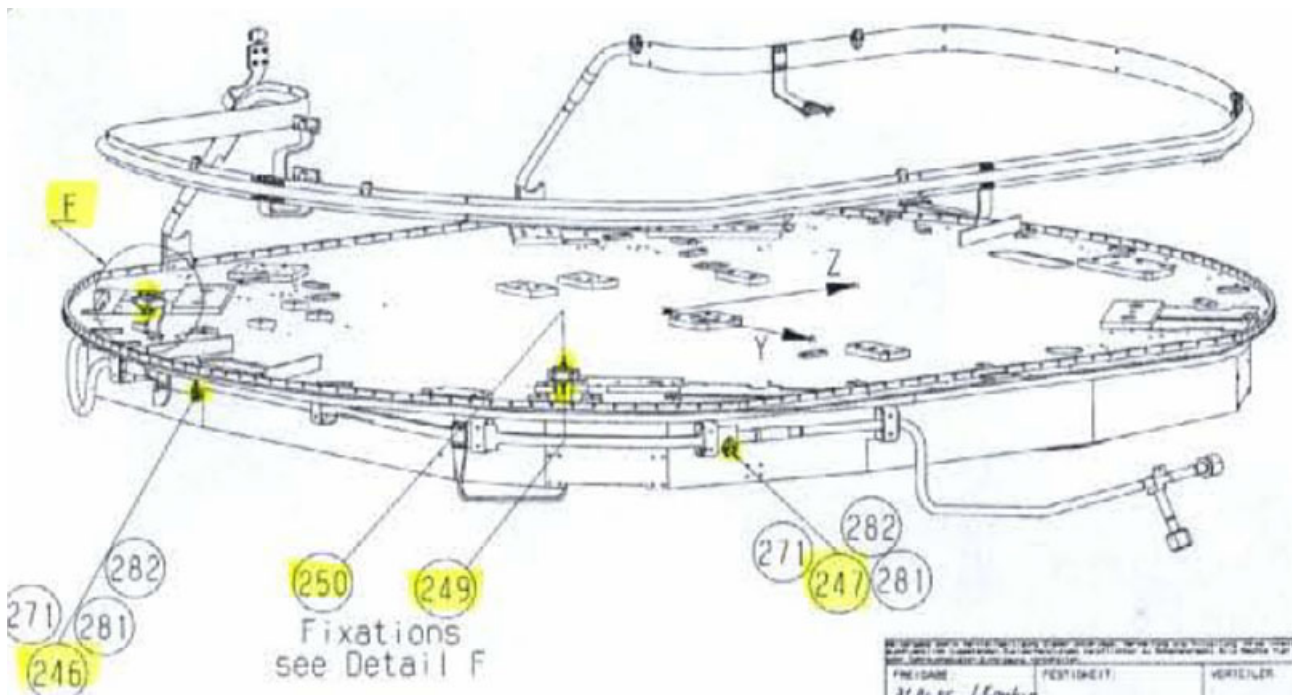 F
Z
Y
282
271
281
246
250
249
Fixations
see Detail F
282
271
247
281
FREIGABE:
FESTIGKEIT:
VERTEILER